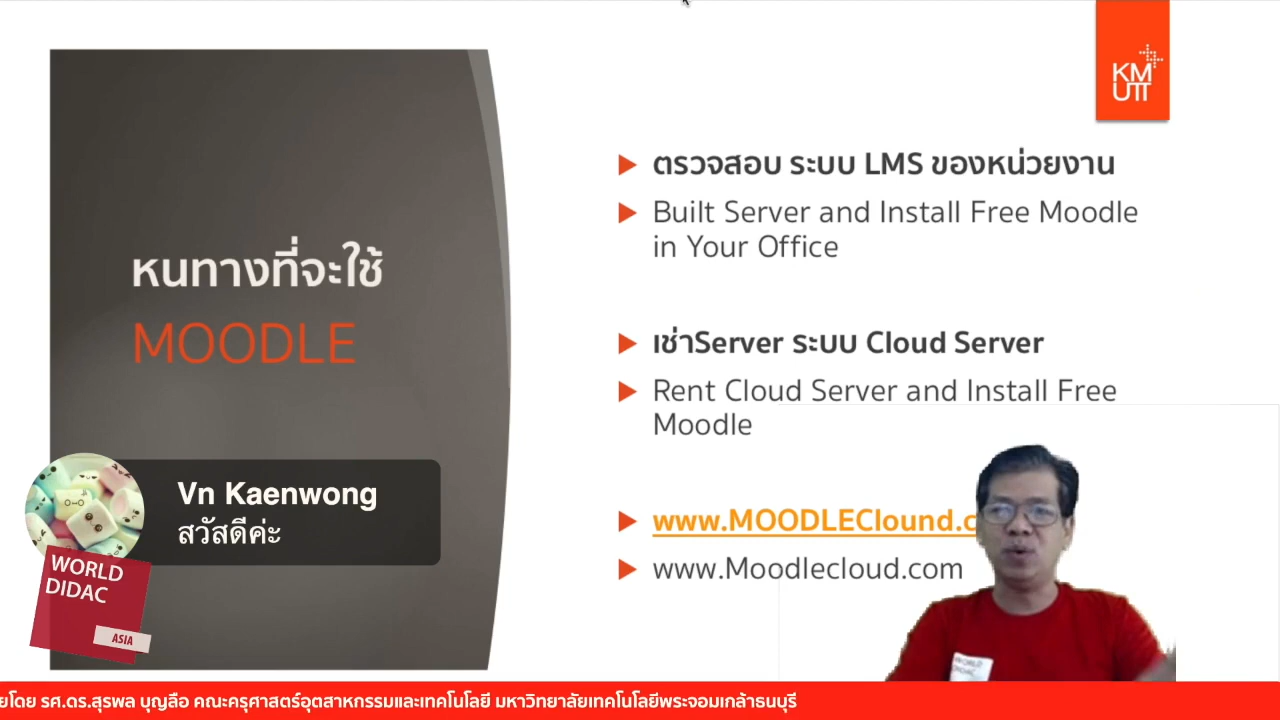 KM
UTT
หนทางที่จะใช้
MOODLE
ตรวจสอบ ระบบ LMS ของหน่วยงาน
Built Server and Install Free Moodle
in Your Office
เช่าServer ระบบ Cloud Server
Rent Cloud Server and Install Free
Moodle
www.MOODLEClound.c
www.Moodlecloud.com
Vn Kaenwong
สวัสดีค่ะ
WORLD
DIDAC
ASIA
ยโดย รศ.ดร.สุรพล บุญลือ คณะครุศาสตร์อุตสาหกรรมและเทคโนโลยี มหาวิทยาลัยเทคโนโลยีพระจอมเกล้าธนบุรี